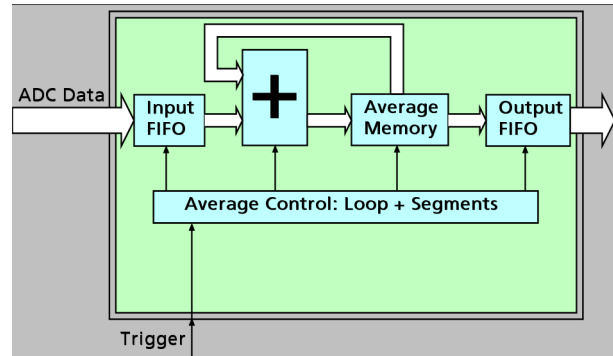 ADC Data
Input
FIFO
+
Average
Memory
Output
FIFO
Average Control: Loop + Segments
Trigger